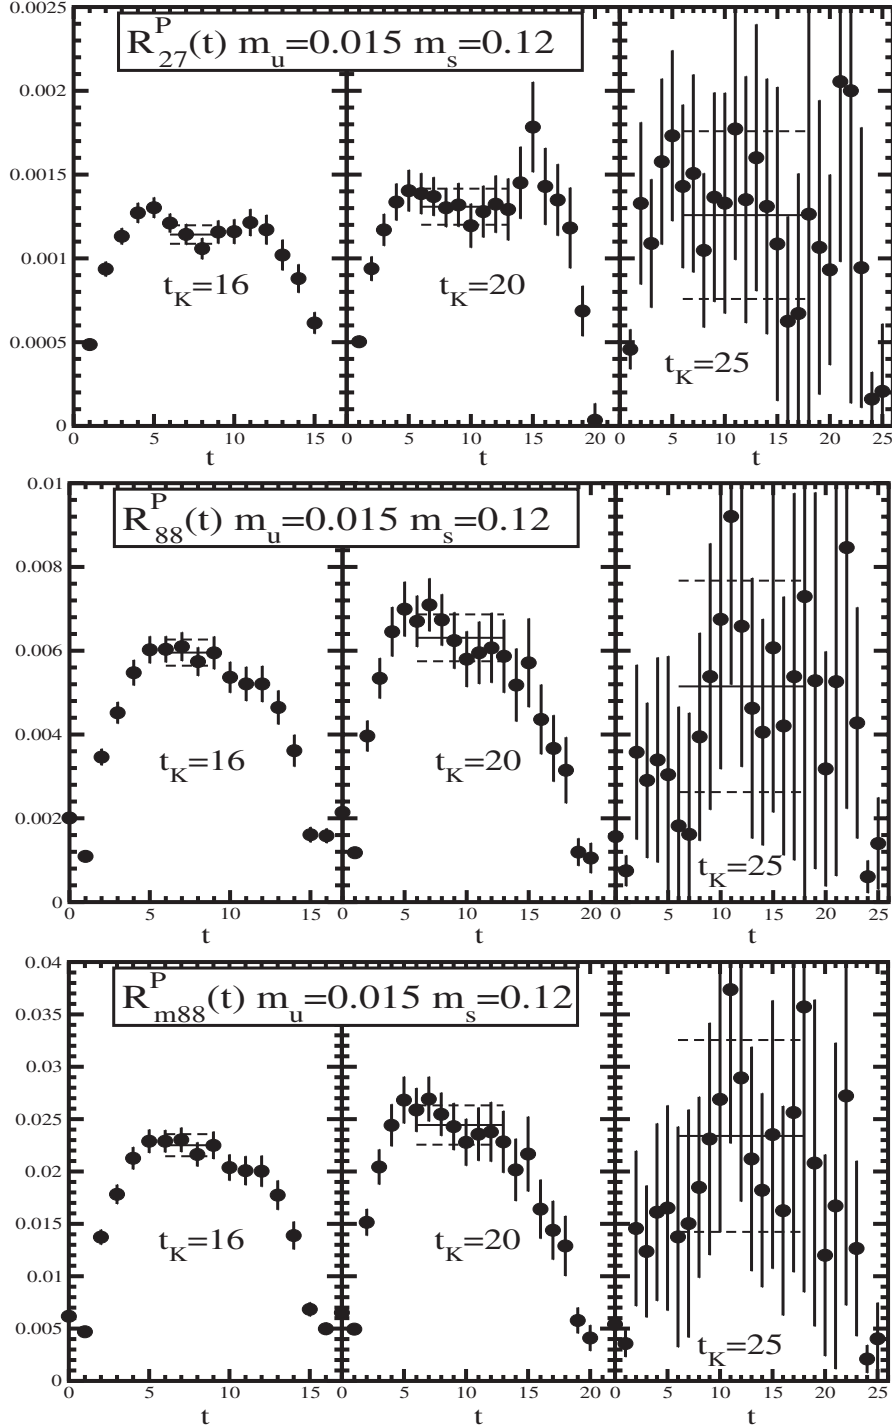 0.0025
R^P_27(t) m_u=0.015 m_s=0.12
0.002
0.0015
0.001
t_K=16 t_K=20
0.0005
t_K=25
0
0 5 10 15 0 5 10 15 20 0 5 10 15 20 25
t t t
0.01
R^P_88(t) m_u=0.015 m_s=0.12
0.008
0.006
0.004
t_K=16 t_K=20
0.002
t_K=25
0
0 5 10 15 0 5 10 15 20 0 5 10 15 20 25
t t t
0.04
R^P_m88(t) m_u=0.015 m_s=0.12
0.035
0.03
0.025
0.02
0.015
t_K=16 t_K=20
0.01
0.005
t_K=25
0
0 5 10 15 0 5 10 15 20 0 5 10 15 20 25
t t t